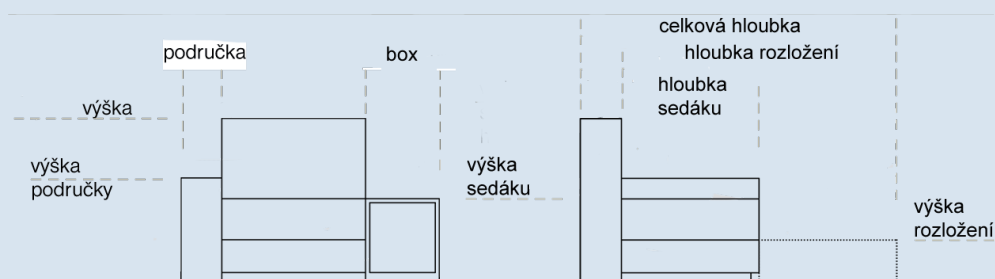 celková hloubka
područka
box
hloubka rozložení
hloubka
sedáku
výška
výška
područky
výška
sedáku
výška
rozložení